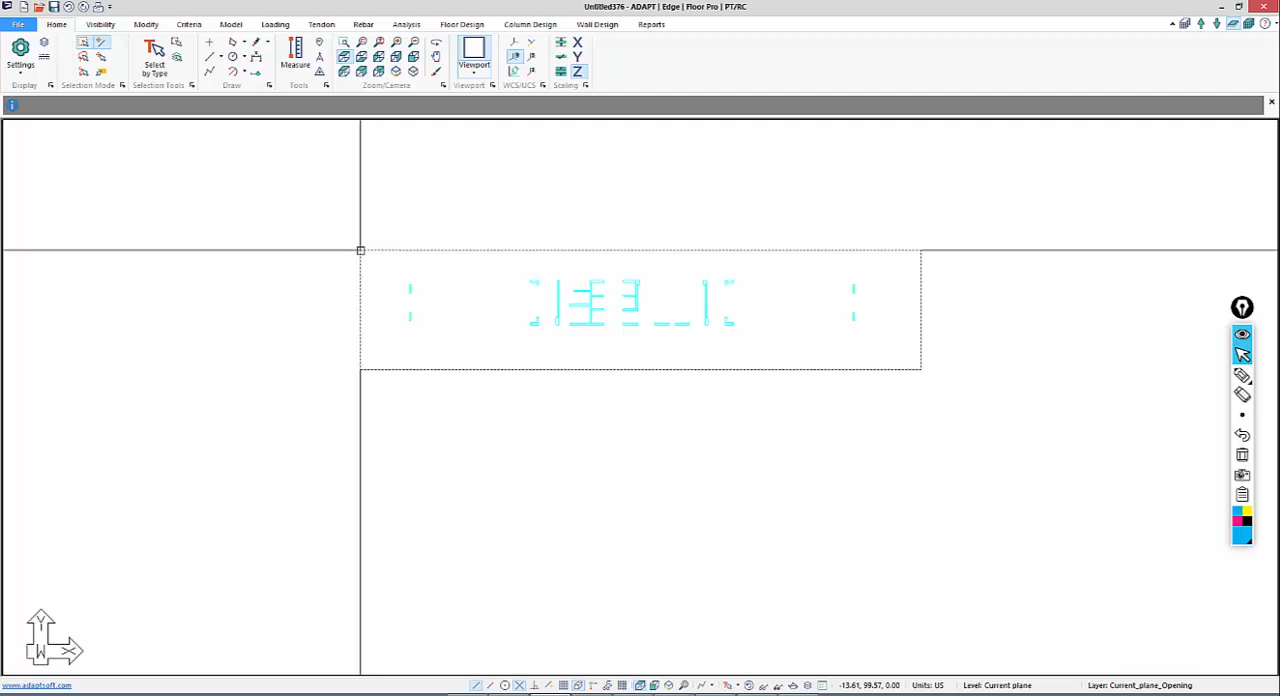 Untitled376 - ADAPT | Edge | Floor Pro | PT/RC
File Home Visibility Modify Criteria Model Loading Tendon Rebar Analysis Floor Design Column Design Wall Design Reports
Settings Select by Type Measure Viewport X Y Z
Display Selection Mode Selection Tools Draw Tools Zoom/Camera Viewport WCS/UCS Scaling
Y
W X
www.adaptsoft.com -13.61, 99.57, 0.00 Units: US Level: Current plane Layer: Current_plane_Opening